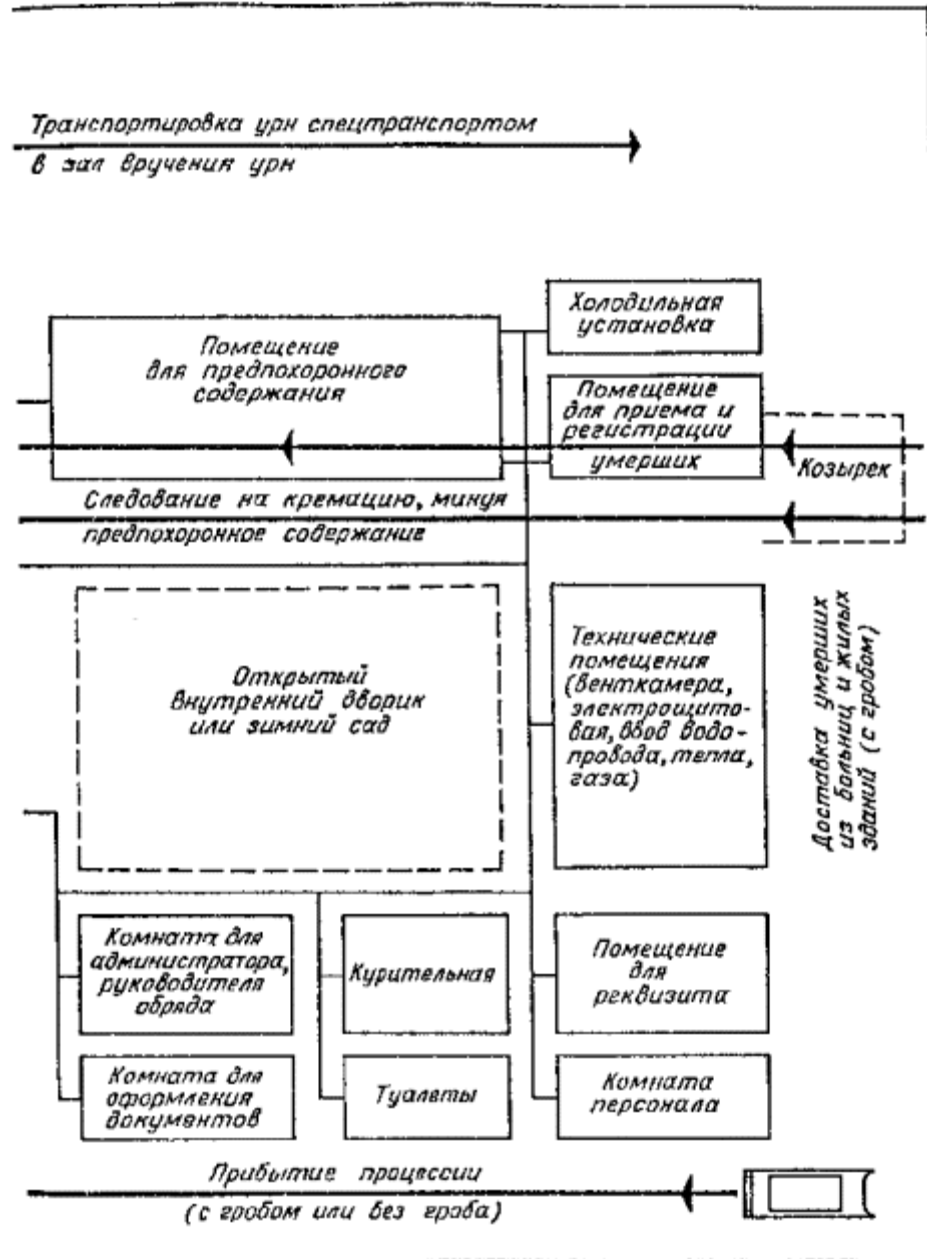 Транспортировка урн спецтранспортом
в зал вручения урн
Холодильная
установка
Помещение
для предпохоронного
содержания
Помещение
для приема и
регистрации
умерших
Козырек
Следование на кремацию, минуя
предпохоронное содержание
Открытый
внутренний дворик
или зимний сад
Технические
помещения
(венткамера,
электрощито-
вая, ввод водо-
провода, тепла,
газа)
Доставка умерших
из больниц и жилых
зданий (с гробом)
Комната для
администратора,
руководителя
обряда
Курительная
Помещение
для
реквизита
Комната для
оформления
документов
Туалеты
Комната
персонала
Прибытие процессии
(с гробом или без гроба)